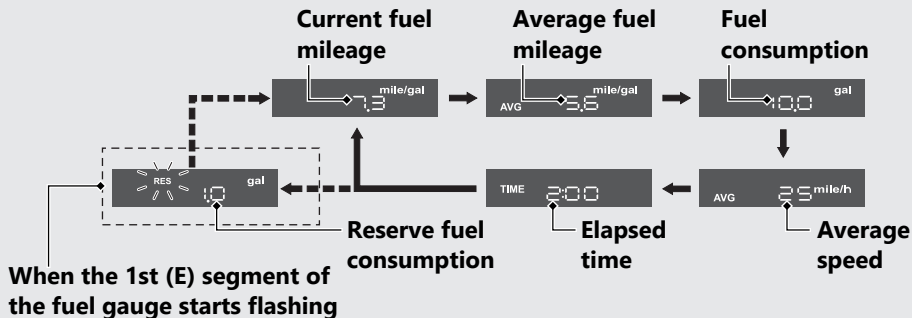 Current fuel
mileage
Average fuel
mileage
Fuel
consumption
mile/gal
7.3
mile/gal
AVG
5.6
gal
10.0
RES
gal
1.0
TIME
2:00
AVG
25 mile/h
Reserve fuel
consumption
Elapsed
time
Average
speed
When the 1st (E) segment of
the fuel gauge starts flashing